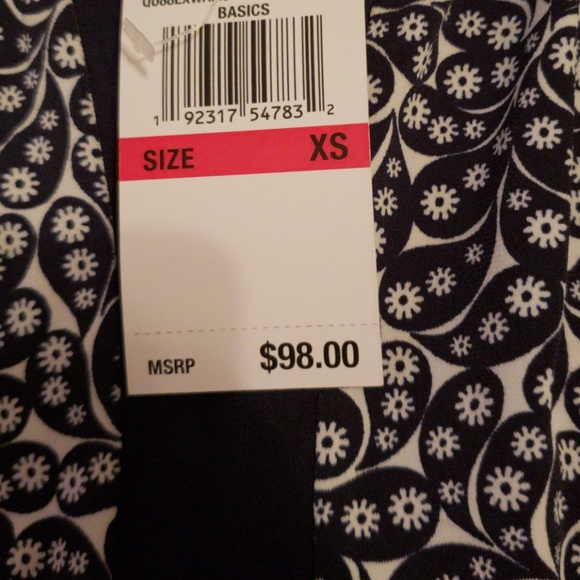 BASICS
1 92317 54783 2
SIZE XS
MSRP $98.00